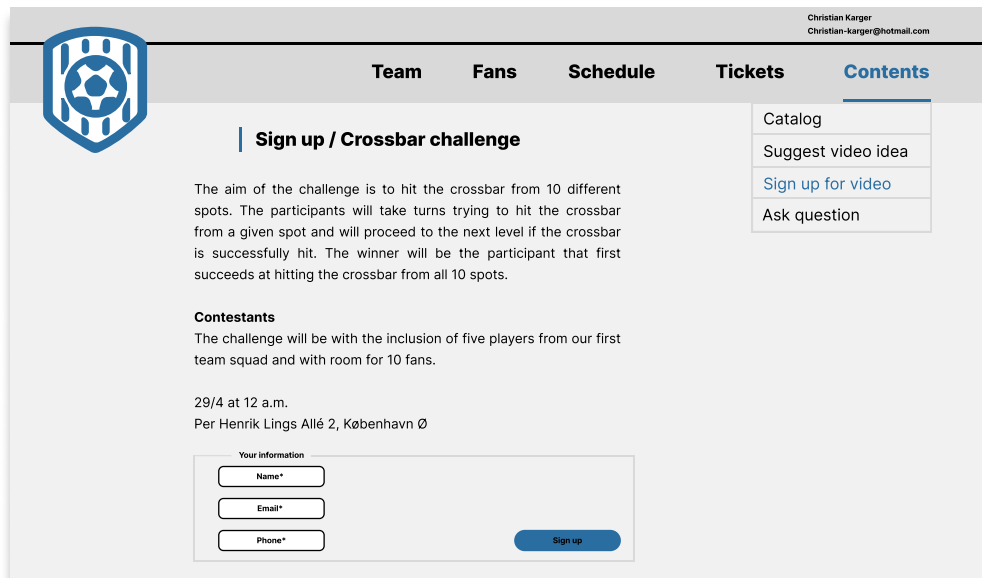 Christian Karger
Christian-karger@hotmail.com
Team Fans Schedule Tickets Contents
Catalog
Suggest video idea
Sign up for video
Ask question
Sign up / Crossbar challenge
The aim of the challenge is to hit the crossbar from 10 different
spots. The participants will take turns trying to hit the crossbar
from a given spot and will proceed to the next level if the crossbar
is successfully hit. The winner will be the participant that first
succeeds at hitting the crossbar from all 10 spots.
Contestants
The challenge will be with the inclusion of five players from our first
team squad and with room for 10 fans.
29/4 at 12 a.m.
Per Henrik Lings Allé 2, København Ø
Your information
Name*
Email*
Phone*
Sign up